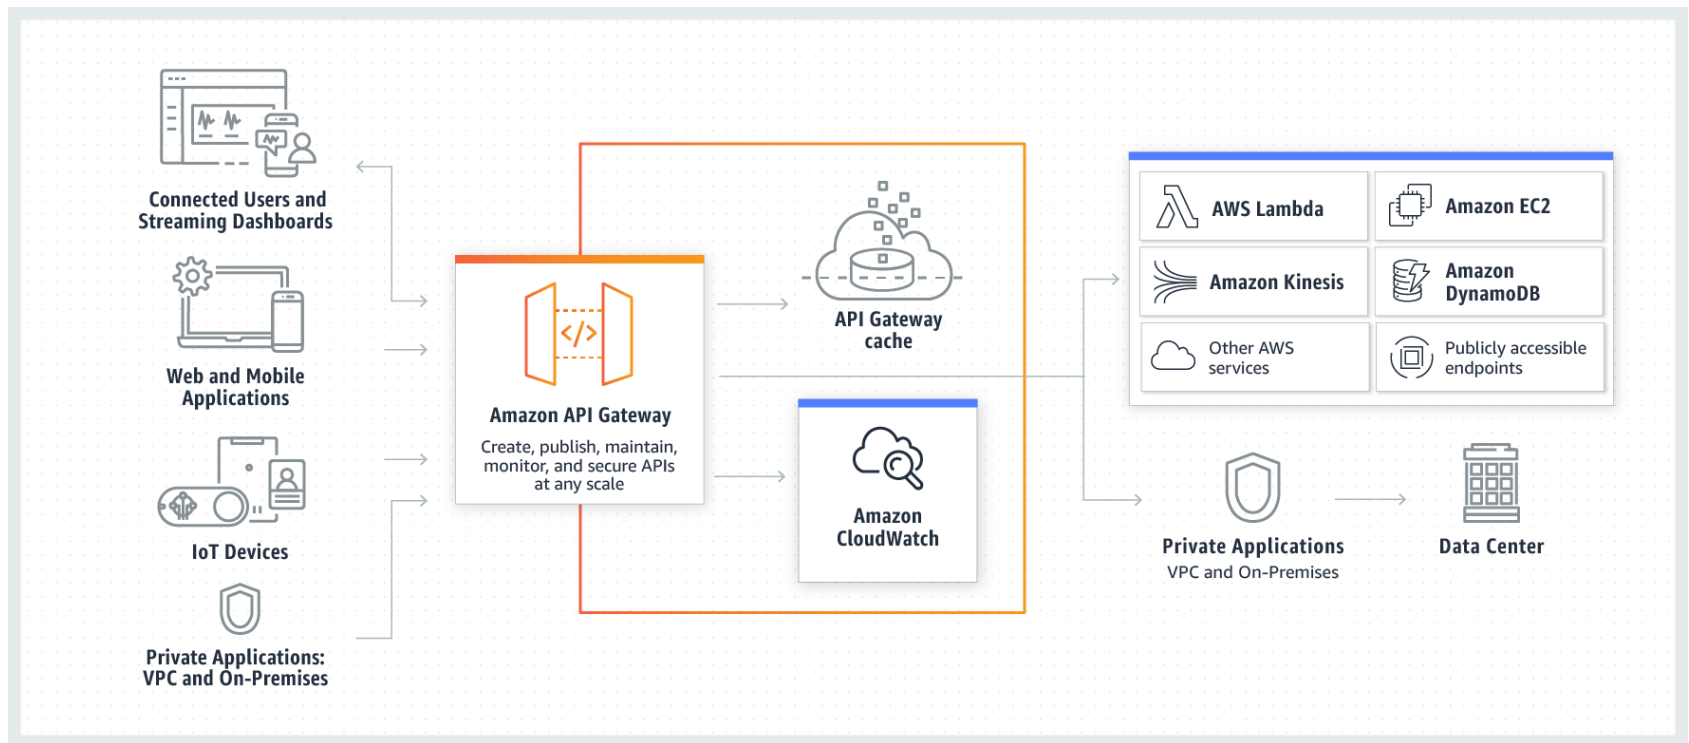 Connected Users and
Streaming Dashboards
Web and Mobile
Applications
IoT Devices
Private Applications:
VPC and On-Premises
</>
Amazon API Gateway
Create, publish, maintain,
monitor, and secure APIs
at any scale
API Gateway
cache
Amazon
CloudWatch
AWS Lambda
Amazon EC2
Amazon Kinesis
Amazon
DynamoDB
Other AWS
services
Publicly accessible
endpoints
Private Applications
VPC and On-Premises
Data Center